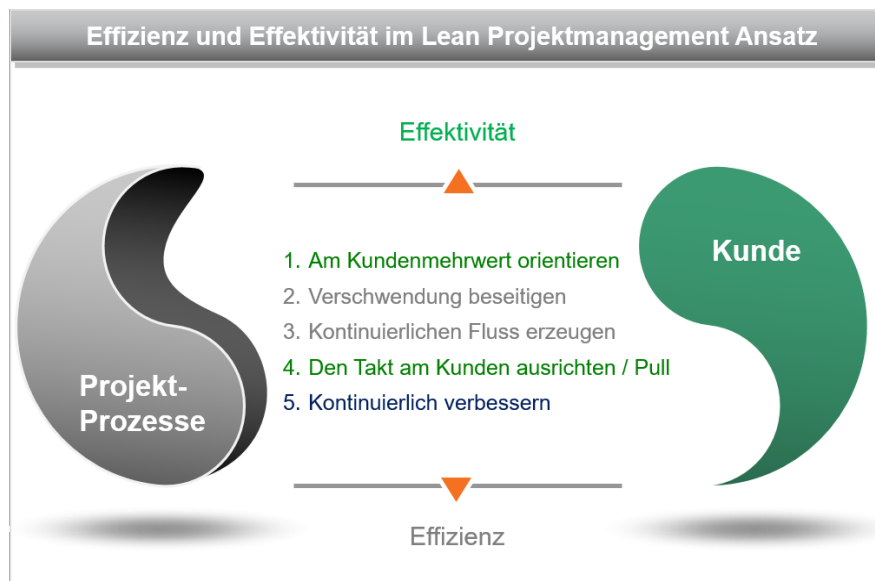 Effizienz und Effektivität im Lean Projektmanagement Ansatz
Effektivität
1. Am Kundenmehrwert orientieren
2. Verschwendung beseitigen
3. Kontinuierlichen Fluss erzeugen
4. Den Takt am Kunden ausrichten / Pull
5. Kontinuierlich verbessern
Projekt-
Prozesse
Kunde
Effizienz